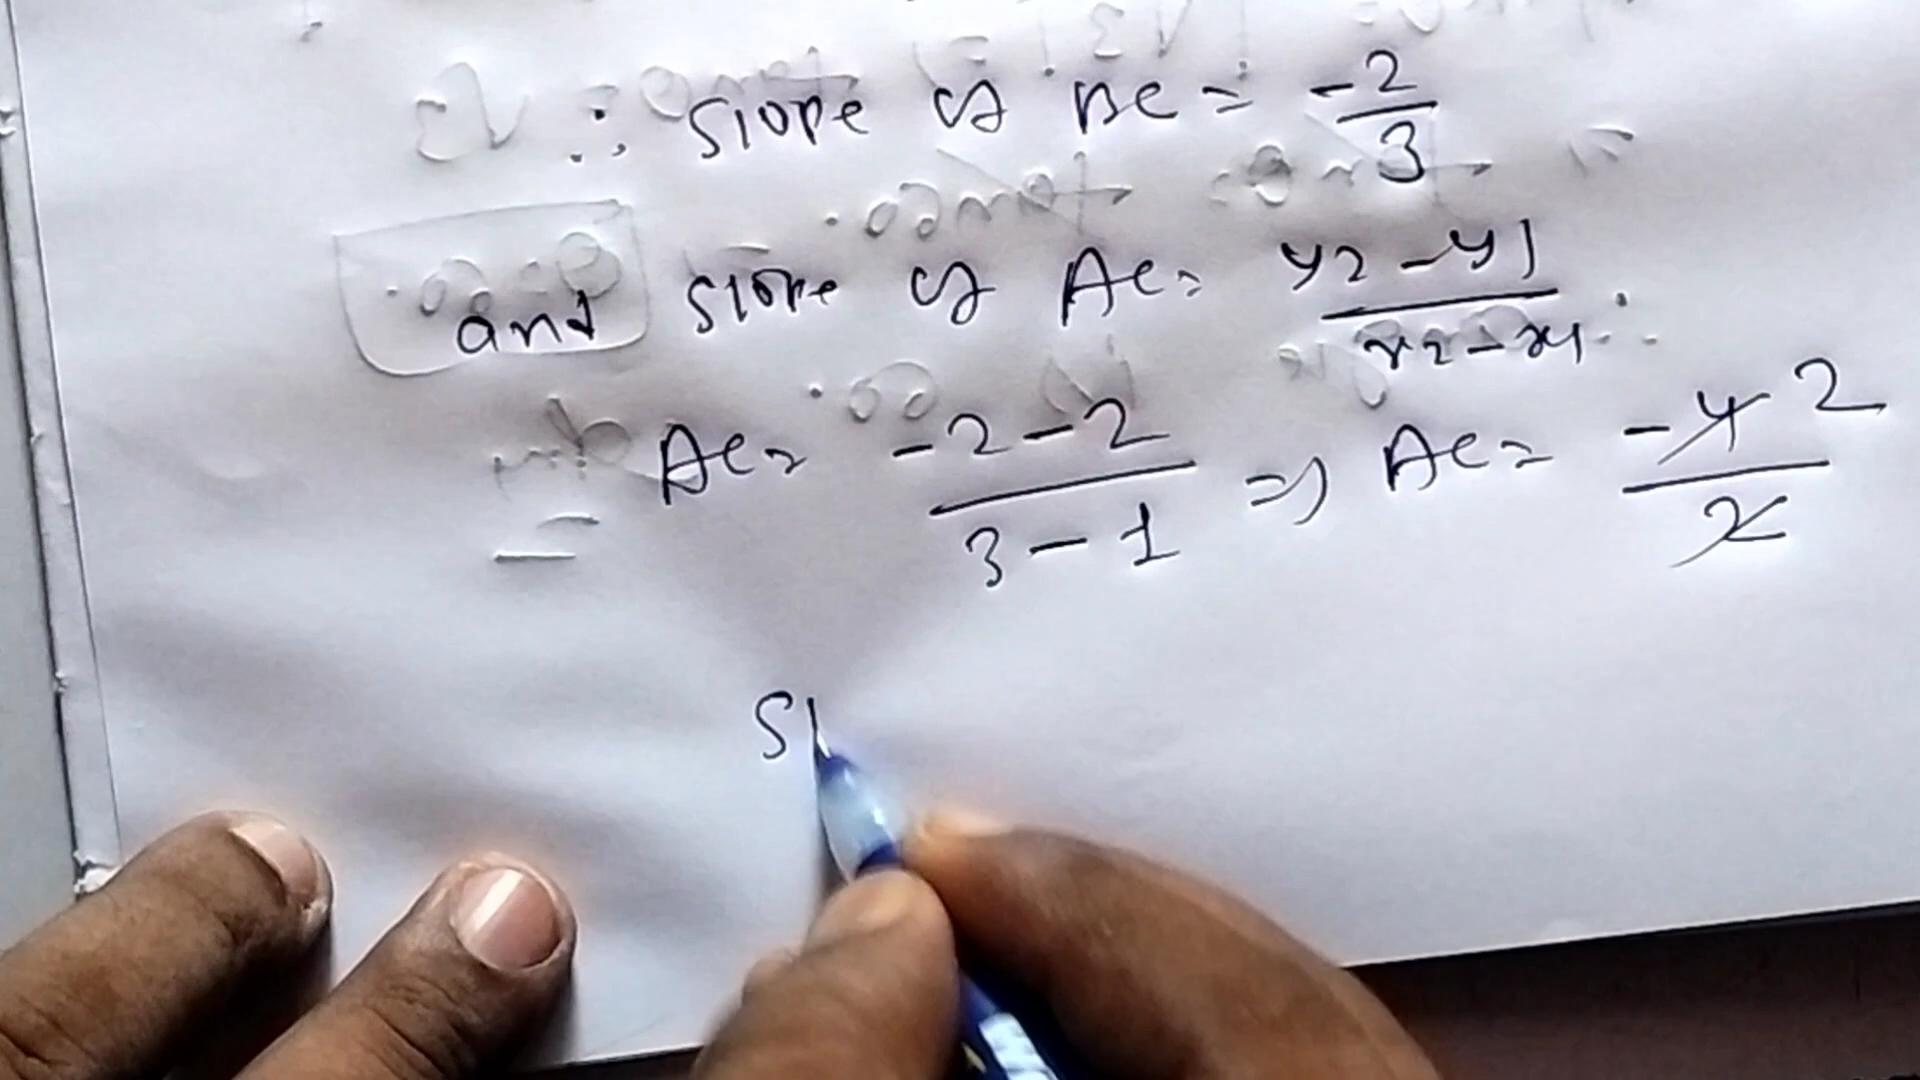 ∴ Slope of BC = -2/3
and Slope of AC = y2-y1/x2-x1
AC = -2-2/3-1 ⇒ AC = -4 2/2
Sl